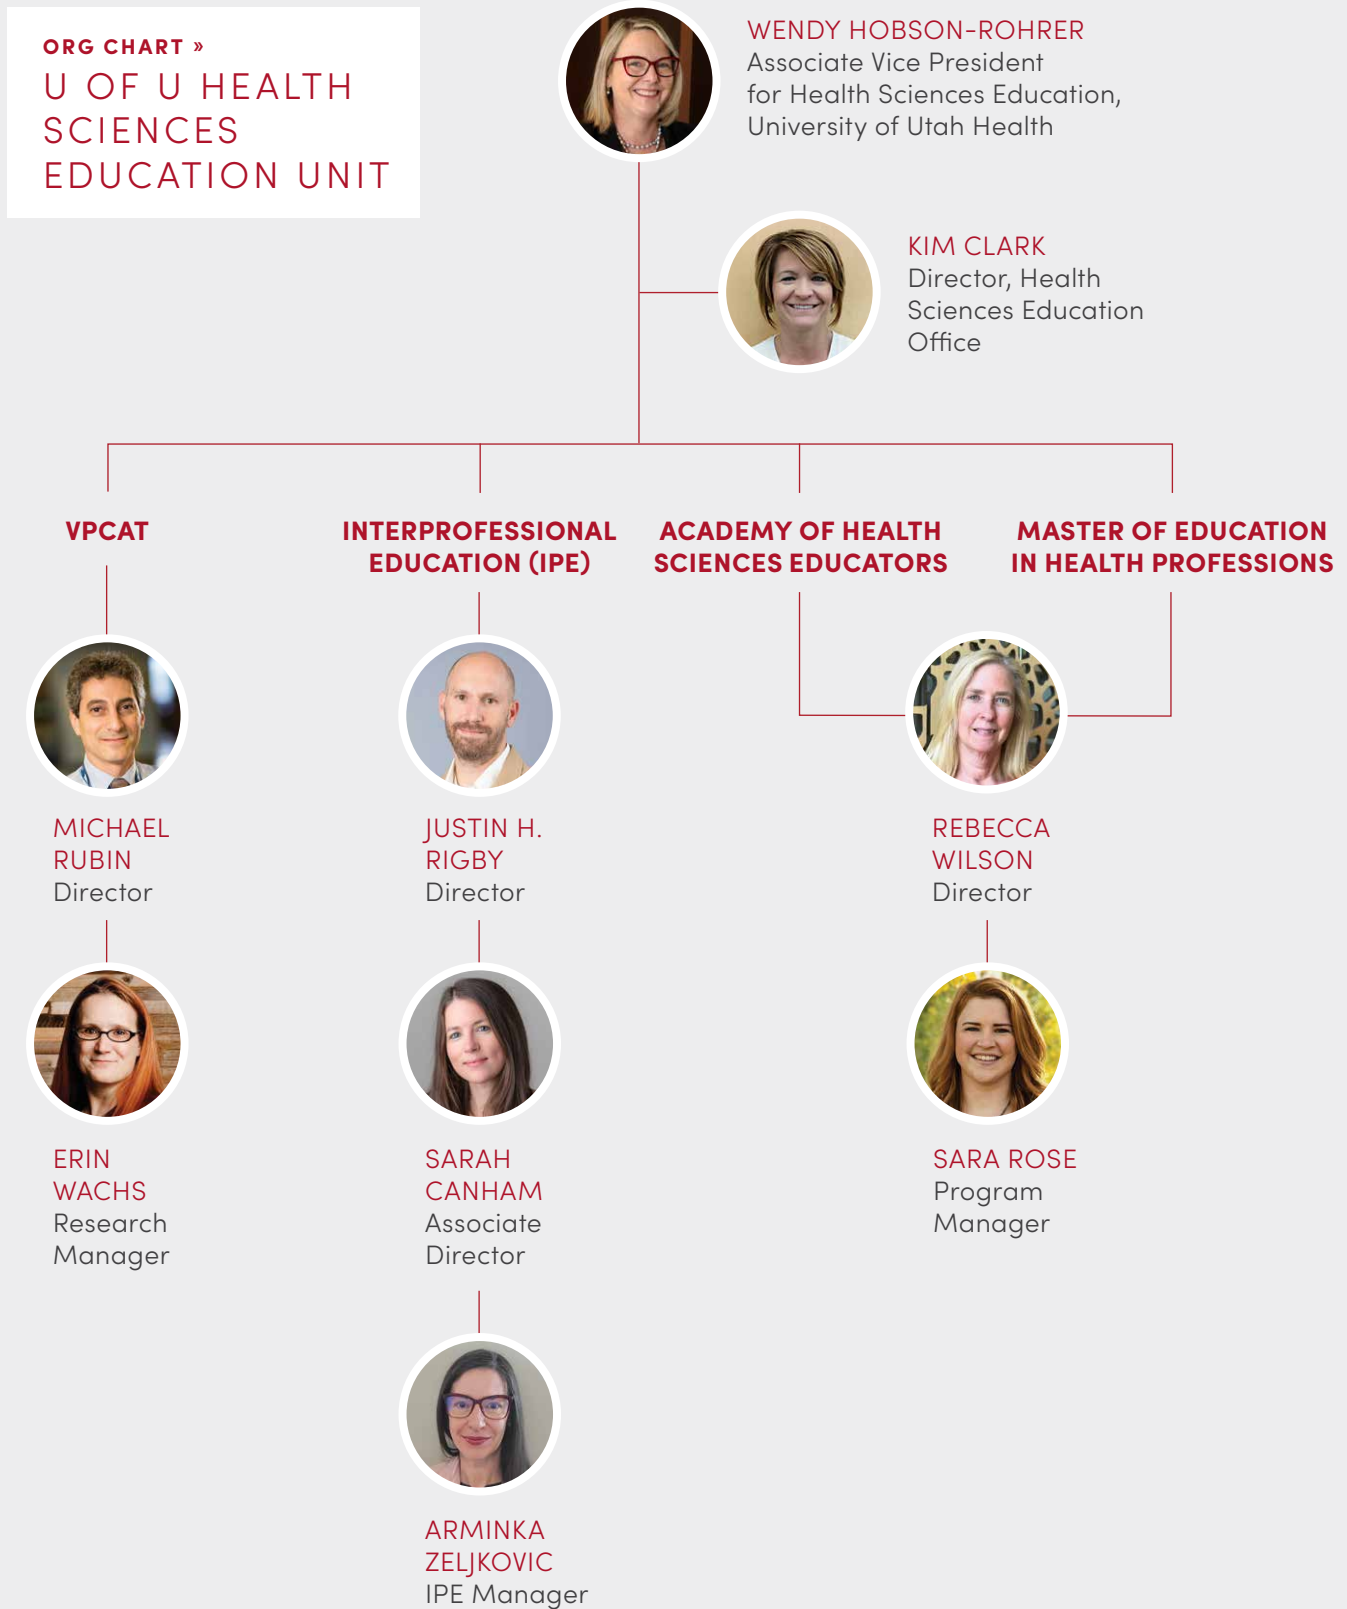 ORG CHART »
U OF U HEALTH
SCIENCES
EDUCATION UNIT
WENDY HOBSON-ROHRER
Associate Vice President
for Health Sciences Education,
University of Utah Health
KIM CLARK
Director, Health
Sciences Education
Office
VPCAT
INTERPROFESSIONAL
EDUCATION (IPE)
ACADEMY OF HEALTH
SCIENCES EDUCATORS
MASTER OF EDUCATION
IN HEALTH PROFESSIONS
MICHAEL
RUBIN
Director
JUSTIN H.
RIGBY
Director
REBECCA
WILSON
Director
ERIN
WACHS
Research
Manager
SARAH
CANHAM
Associate
Director
SARA ROSE
Program
Manager
ARMINKA
ZELJKOVIC
IPE Manager